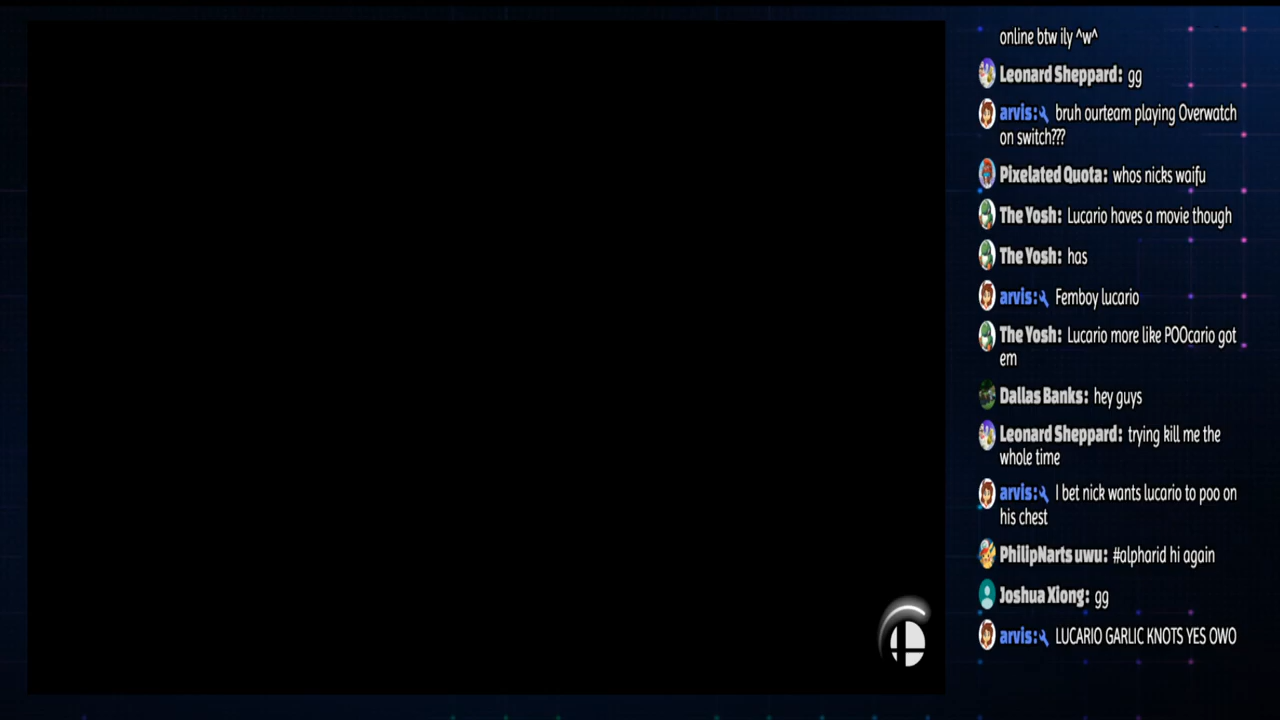 online btw ily ^w^
Leonard Sheppard: gg
arvis: bruh ourteam playing Overwatch
on switch???
Pixelated Quota: whos nicks waifu
The Yosh: Lucario haves a movie though
The Yosh: has
arvis: Femboy lucario
The Yosh: Lucario more like POOcario got
em
Dallas Banks: hey guys
Leonard Sheppard: trying kill me the
whole time
arvis: I bet nick wants lucario to poo on
his chest
PhilipNarts uwu: #alpharid hi again
Joshua Xiong: gg
arvis: LUCARIO GARLIC KNOTS YES OWO